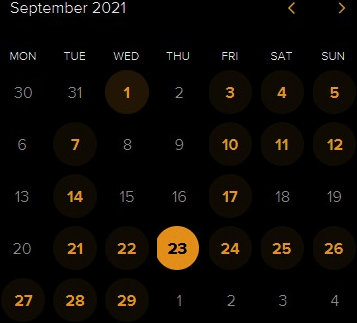 September 2021
MON TUE WED THU FRI SAT SUN
30 31 1 2 3 4 5
6 7 8 9 10 11 12
13 14 15 16 17 18 19
20 21 22 23 24 25 26
27 28 29 1 2 3 4